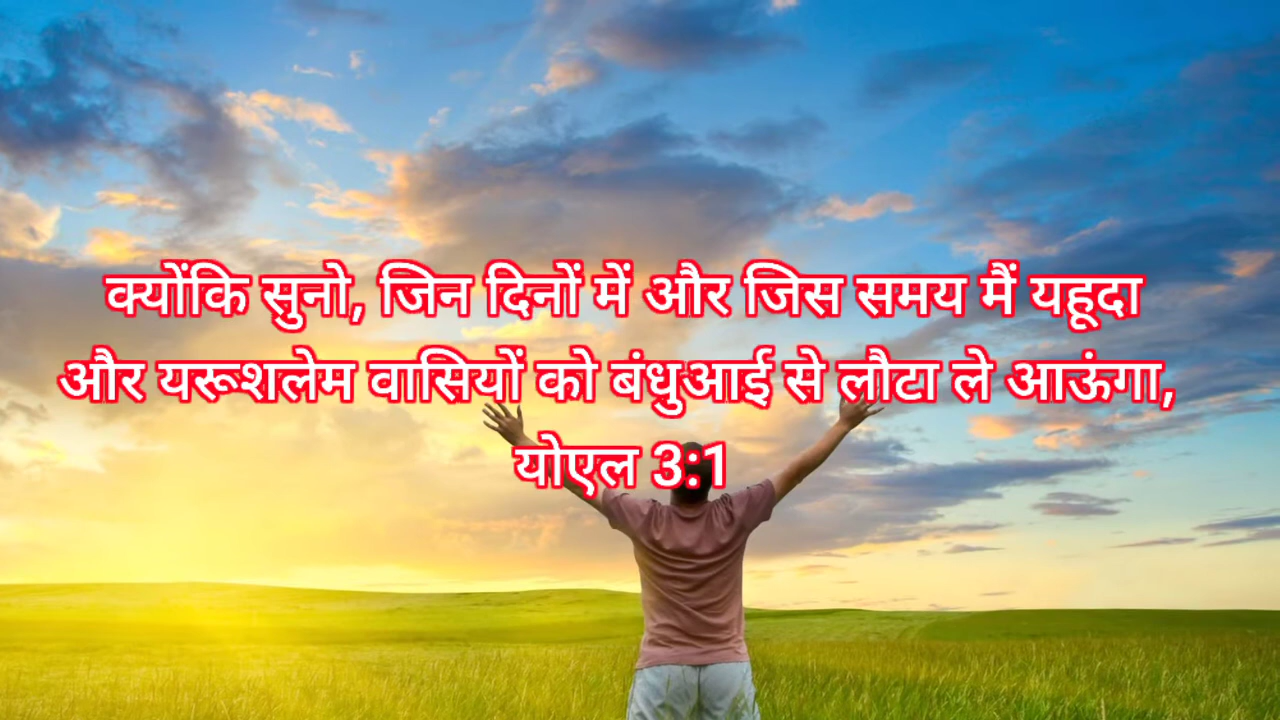 क्योंकि सुनो, जिन दिनों में और जिस समय मैं यहूदा
और यरूशलेम वासियों को बंधुआई से लौटा ले आऊंगा,
योएल 3:1